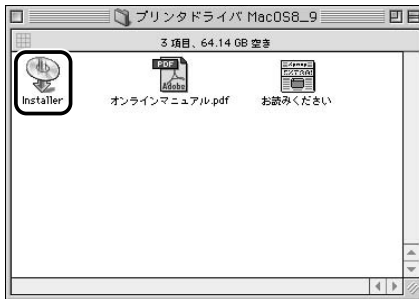 プリンタドライバ MacOS8_9
3 項目、64.14 GB 空き
PDF
Adobe
EXTRA!
Installer
オンラインマニュアル.pdf
お読みください